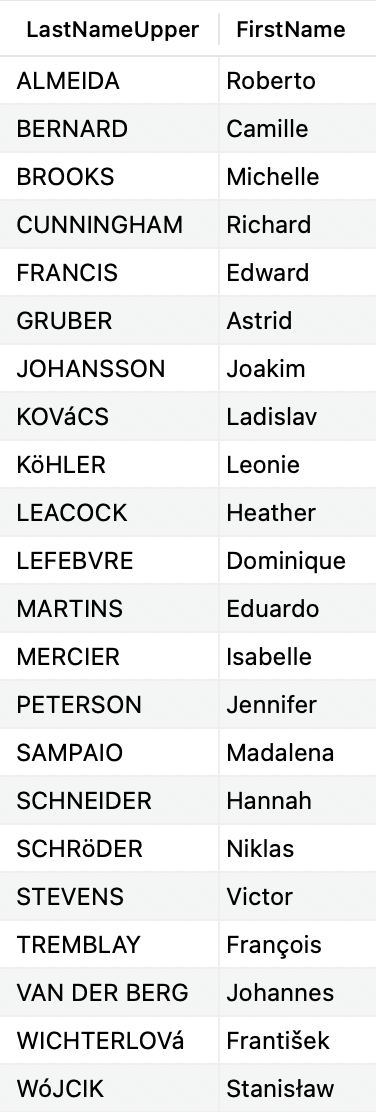 LastNameUpper FirstName
ALMEIDA Roberto
BERNARD Camille
BROOKS Michelle
CUNNINGHAM Richard
FRANCIS Edward
GRUBER Astrid
JOHANSSON Joakim
KOVáCS Ladislav
KöHLER Leonie
LEACOCK Heather
LEFEBVRE Dominique
MARTINS Eduardo
MERCIER Isabelle
PETERSON Jennifer
SAMPAIO Madalena
SCHNEIDER Hannah
SCHRöDER Niklas
STEVENS Victor
TREMBLAY François
VAN DER BERG Johannes
WICHTERLOVá František
WóJCIK Stanisław